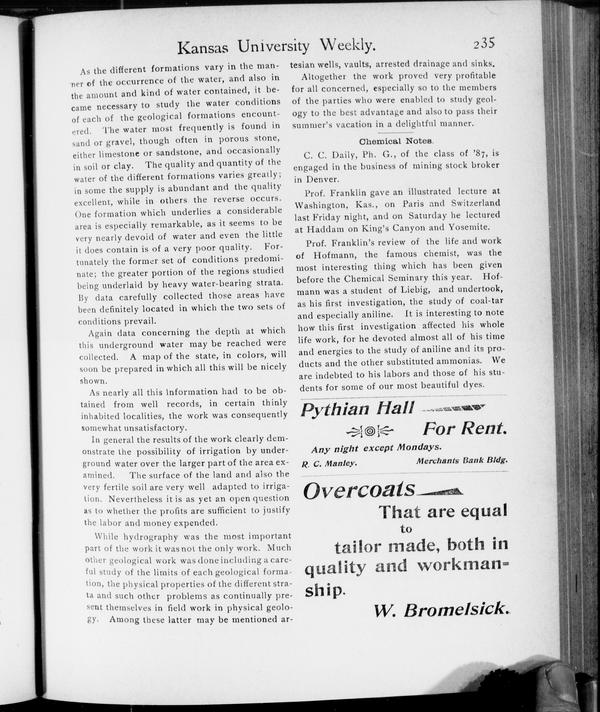 Kansas University Weekly.
235
As the different formations vary in the man-
ner of the occurrence of the water, and also in
the amount and kind of water contained, it be-
came necessary to study the water conditions
of each of the geological formations encount-
ered. The water most frequently is found in
sand or gravel, though often in porous stone,
either limestone or sandstone, and occasionally
in soil or clay. The quality and quantity of the
water of the different formations varies greatly;
in some the supply is abundant and the quality
excellent, while in others the reverse occurs.
One formation which underlies a considerable
area is especially remarkable, as it seems to be
very nearly devoid of water and even the little
it does contain is of a very poor quality. For-
tunately the former set of conditions predomi-
nate; the greater portion of the regions studied
being underlaid by heavy water-bearing strata.
By data carefully collected those areas have
been definitely located in which the two sets of
conditions prevail.
Again data concerning the depth at which
this underground water may be reached were
collected. A map of the state, in colors, will
soon be prepared in which all this will be nicely
shown.
As nearly all this information had to be ob-
tained from well records, in certain thinly
inhabited localities, the work was consequently
somewhat unsatisfactory.
In general the results of the work clearly dem-
onstrate the possibility of irrigation by under-
ground water over the larger part of the area ex-
amined. The surface of the land and also the
very fertile soil are very well adapted to irriga-
tion. Nevertheless it is as yet an open question
as to whether the profits are sufficient to justify
the labor and money expended.
While hydrography was the most important
part of the work it was not the only work. Much
other geological work was done including a care-
ful study of the limits of each geological forma-
tion, the physical properties of the different stra-
ta and such other problems as continually pre-
sent themselves in field work in physical geolo-
gy. Among these latter may be mentioned ar-
tesian wells, vaults, arrested drainage and sinks.
Altogether the work proved very profitable
for all concerned, especially so to the members
of the parties who were enabled to study geol-
ogy to the best advantage and also to pass their
summer's vacation in a delightful manner.
Chemical Notes.
C. C. Daily, Ph. G., of the class of '87, is
engaged in the business of mining stock broker
in Denver.
Prof. Franklin gave an illustrated lecture at
Washington, Kas., on Paris and Switzerland
last Friday night, and on Saturday he lectured
at Haddam on King's Canyon and Yosemite.
Prof. Franklin's review of the life and work
of Hofmann, the famous chemist, was the
most interesting thing which has been given
before the Chemical Seminary this year. Hof-
mann was a student of Liebig, and undertook,
as his first investigation, the study of coal-tar
and especially aniline. It is interesting to note
how this first investigation affected his whole
life work, for he devoted almost all of his time
and energies to the study of aniline and its pro-
ducts and the other substituted ammonias. We
are indebted to his labors and those of his stu-
dents for some of our most beautiful dyes.
Pythian Hall
For Rent.
Any night except Mondays.
R. C. Manley. Merchants Bank Bldg.
Overcoats
That are equal
to
tailor made, both in
quality and workman-
ship.
W. Bromelsick.